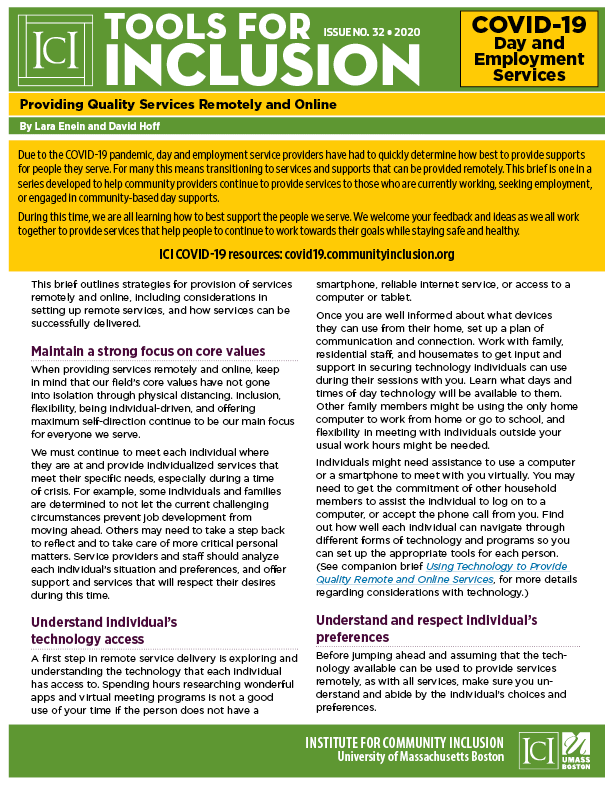 ICI
TOOLS FOR
ISSUE NO. 32 • 2020
INCLUSION
COVID-19
Day and
Employment
Services
Providing Quality Services Remotely and Online
By Lara Enein and David Hoff
Due to the COVID-19 pandemic, day and employment service providers have had to quickly determine how best to provide supports
for people they serve. For many this means transitioning to services and supports that can be provided remotely. This brief is one in a
series developed to help community providers continue to provide services to those who are currently working, seeking employment,
or engaged in community-based day supports.
During this time, we are all learning how to best support the people we serve. We welcome your feedback and ideas as we all work
together to provide services that help people to continue to work towards their goals while staying safe and healthy.
ICI COVID-19 resources: covid19.communityinclusion.org
This brief outlines strategies for provision of services
remotely and online, including considerations in
setting up remote services, and how services can be
successfully delivered.
Maintain a strong focus on core values
When providing services remotely and online, keep
in mind that our field's core values have not gone
into isolation through physical distancing. Inclusion,
flexibility, being individual-driven, and offering
maximum self-direction continue to be our main focus
for everyone we serve.
We must continue to meet each individual where
they are at and provide individualized services that
meet their specific needs, especially during a time
of crisis. For example, some individuals and families
are determined to not let the current challenging
circumstances prevent job development from
moving ahead. Others may need to take a step back
to reflect and to take care of more critical personal
matters. Service providers and staff should analyze
each individual's situation and preferences, and offer
support and services that will respect their desires
during this time.
Understand individual's
technology access
A first step in remote service delivery is exploring and
understanding the technology that each individual
has access to. Spending hours researching wonderful
apps and virtual meeting programs is not a good
use of your time if the person does not have a
smartphone, reliable internet service, or access to a
computer or tablet.
Once you are well informed about what devices
they can use from their home, set up a plan of
communication and connection. Work with family,
residential staff, and housemates to get input and
support in securing technology individuals can use
during their sessions with you. Learn what days and
times of day technology will be available to them.
Other family members might be using the only home
computer to work from home or go to school, and
flexibility in meeting with individuals outside your
usual work hours might be needed.
Individuals might need assistance to use a computer
or a smartphone to meet with you virtually. You may
need to get the commitment of other household
members to assist the individual to log on to a
computer, or accept the phone call from you. Find
out how well each individual can navigate through
different forms of technology and programs so you
can set up the appropriate tools for each person.
(See companion brief Using Technology to Provide
Quality Remote and Online Services, for more details
regarding considerations with technology.)
Understand and respect individual's
preferences
Before jumping ahead and assuming that the tech-
nology available can be used to provide services
remotely, as with all services, make sure you un-
derstand and abide by the individual's choices and
preferences.
INSTITUTE FOR COMMUNITY INCLUSION
University of Massachusetts Boston
ICI
UMASS
BOSTON